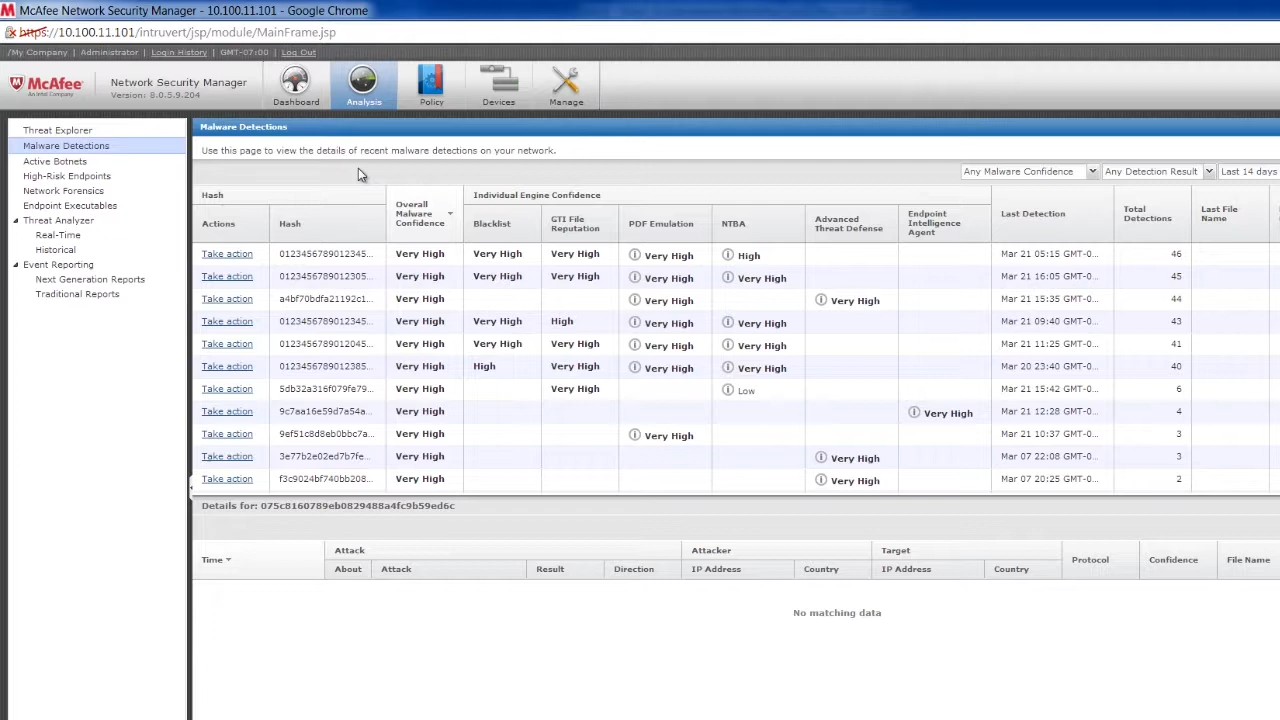 McAfee Network Security Manager - 10.100.11.101 - Google Chrome
https://10.100.11.101/intruvert/jsp/module/MainFrame.jsp
/My Company | Administrator | Login History | GMT-07:00 | Log Out
McAfee An Intel Company Network Security Manager Version: 8.0.5.9.204
Dashboard Analysis Policy Devices Manage
Threat Explorer
Malware Detections
Active Botnets
High-Risk Endpoints
Network Forensics
Endpoint Executables
Threat Analyzer
Real-Time
Historical
Event Reporting
Next Generation Reports
Traditional Reports
Malware Detections
Use this page to view the details of recent malware detections on your network.
Any Malware Confidence Any Detection Result Last 14 days
Hash Overall Malware Confidence Individual Engine Confidence Last Detection Total Detections Last File Name
Actions Hash Blacklist GTI File Reputation PDF Emulation NTBA Advanced Threat Defense Endpoint Intelligence Agent
Take action 0123456789012345... Very High Very High Very High Very High High Mar 21 05:15 GMT-0... 46
Take action 0123456789012305... Very High Very High Very High Very High Very High Mar 21 16:05 GMT-0... 45
Take action a4bf70bdfa21192c1... Very High Very High Very High Mar 21 15:35 GMT-0... 44
Take action 0123456789012345... Very High Very High High Very High Very High Mar 21 09:40 GMT-0... 43
Take action 0123456789012045... Very High Very High Very High Very High Very High Mar 21 11:25 GMT-0... 41
Take action 0123456789012385... Very High High Very High Very High Very High Mar 20 23:40 GMT-0... 40
Take action 5db32a316f079fe79... Very High Very High Low Mar 21 15:42 GMT-0... 6
Take action 9c7aa16e59d7a54a... Very High Very High Mar 21 12:28 GMT-0... 4
Take action 9ef51c8d8eb0bbc7a... Very High Very High Mar 21 10:37 GMT-0... 3
Take action 3e77b2e02ed7b7fe... Very High Very High Mar 07 22:08 GMT-0... 3
Take action f3c9024bf740bb208... Very High Very High Mar 07 20:25 GMT-0... 2
Details for: 075c8160789eb0829488a4fc9b59ed6c
Time Attack Attacker Target Protocol Confidence File Name
About Attack Result Direction IP Address Country IP Address Country
No matching data